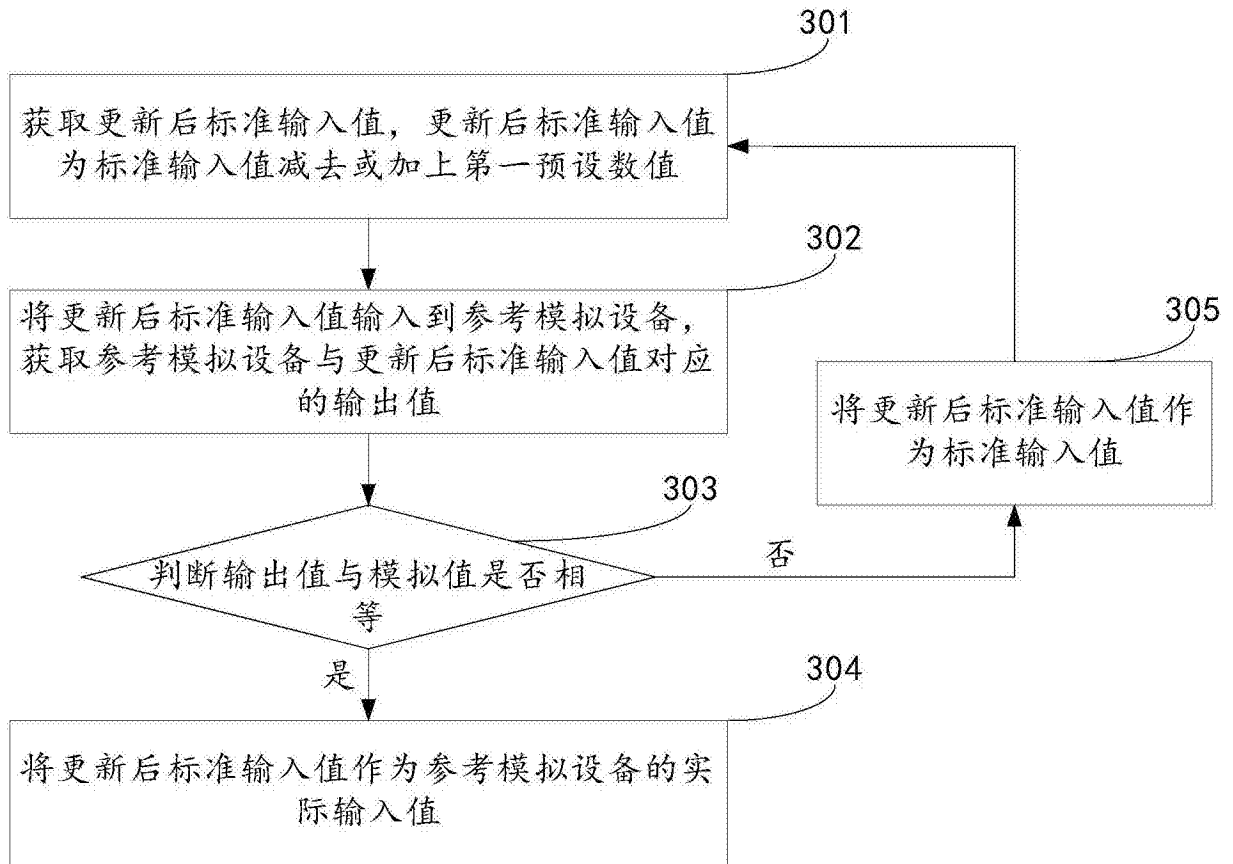 301
获取更新后标准输入值，更新后标准输入值
为标准输入值减去或加上第一预设数值
302
将更新后标准输入值输入到参考模拟设备，
获取参考模拟设备与更新后标准输入值对应
的输出值
305
将更新后标准输入值作
为标准输入值
303
判断输出值与模拟值是否相
等
否
是
304
将更新后标准输入值作为参考模拟设备的实
际输入值